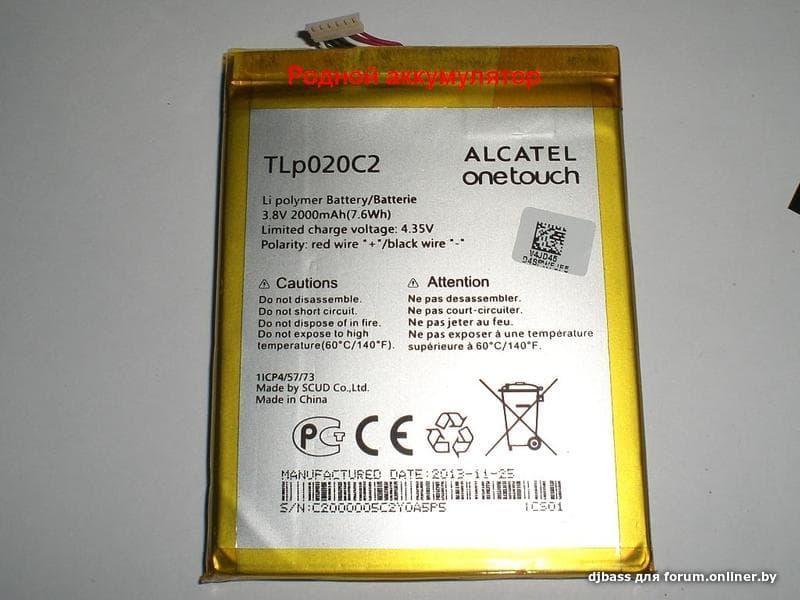 Родной аккумулятор
TLp020C2
ALCATEL
onetouch
Li polymer Battery/Batterie
3.8V 2000mAh(7.6Wh)
Limited charge voltage: 4.35V
Polarity: red wire "+"/black wire "-"
V4JD45
⚠ Cautions
Do not disassemble.
Do not short circuit.
Do not dispose of in fire.
Do not expose to high
temperature(60°C/140°F).
⚠ Attention
Ne pas desassembler.
Ne pas court-circuiter.
Ne pas jeter au feu.
Ne pas exposer à une température
supérieure à 60°C/140°F.
1ICP4/57/73
Made by SCUD Co.,Ltd.
Made in China
PCT CE
MANUFACTURED DATE:2013-11-25
S/N:C2000005C2Y0A5P5 1CS01
djbass для forum.onliner.by